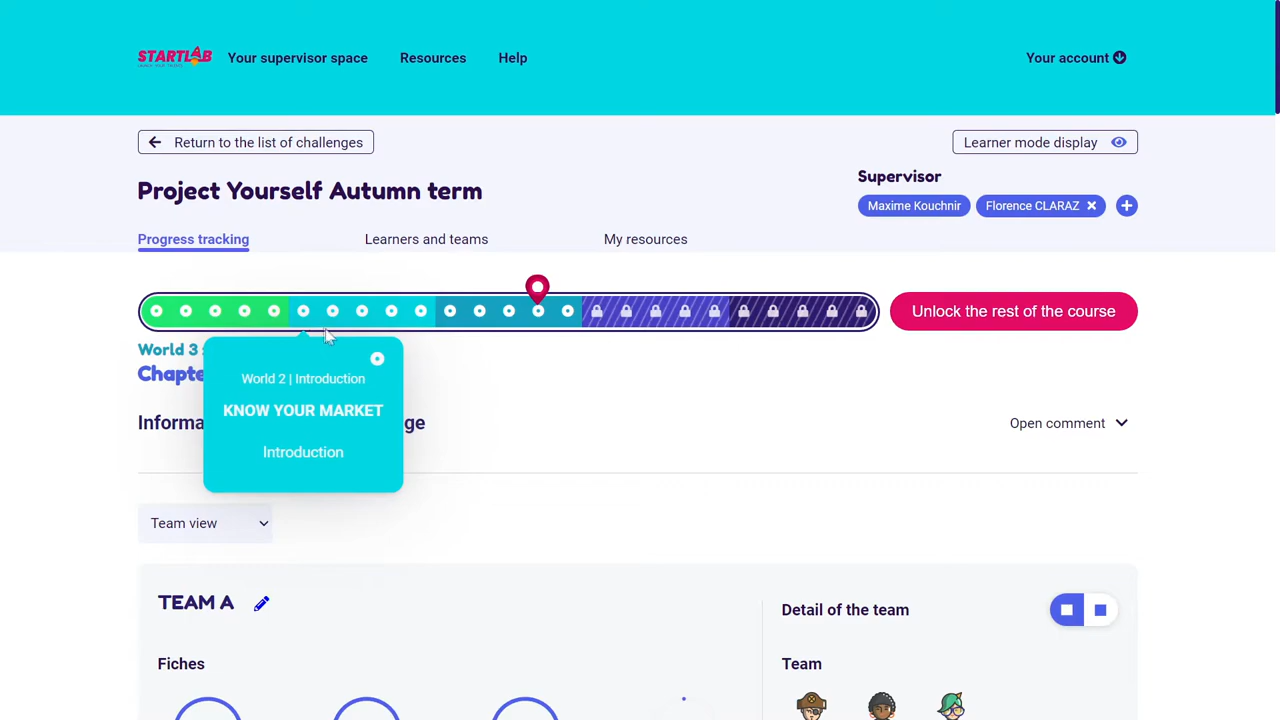 STARTLAB
Your supervisor space
Resources
Help
Your account
Return to the list of challenges
Learner mode display
Project Yourself Autumn term
Supervisor
Maxime Kouchnir
Florence CLARAZ
Progress tracking
Learners and teams
My resources
Unlock the rest of the course
World 3
Chapte
World 2 | Introduction
KNOW YOUR MARKET
Introduction
Informa
ge
Open comment
Team view
TEAM A
Detail of the team
Fiches
Team